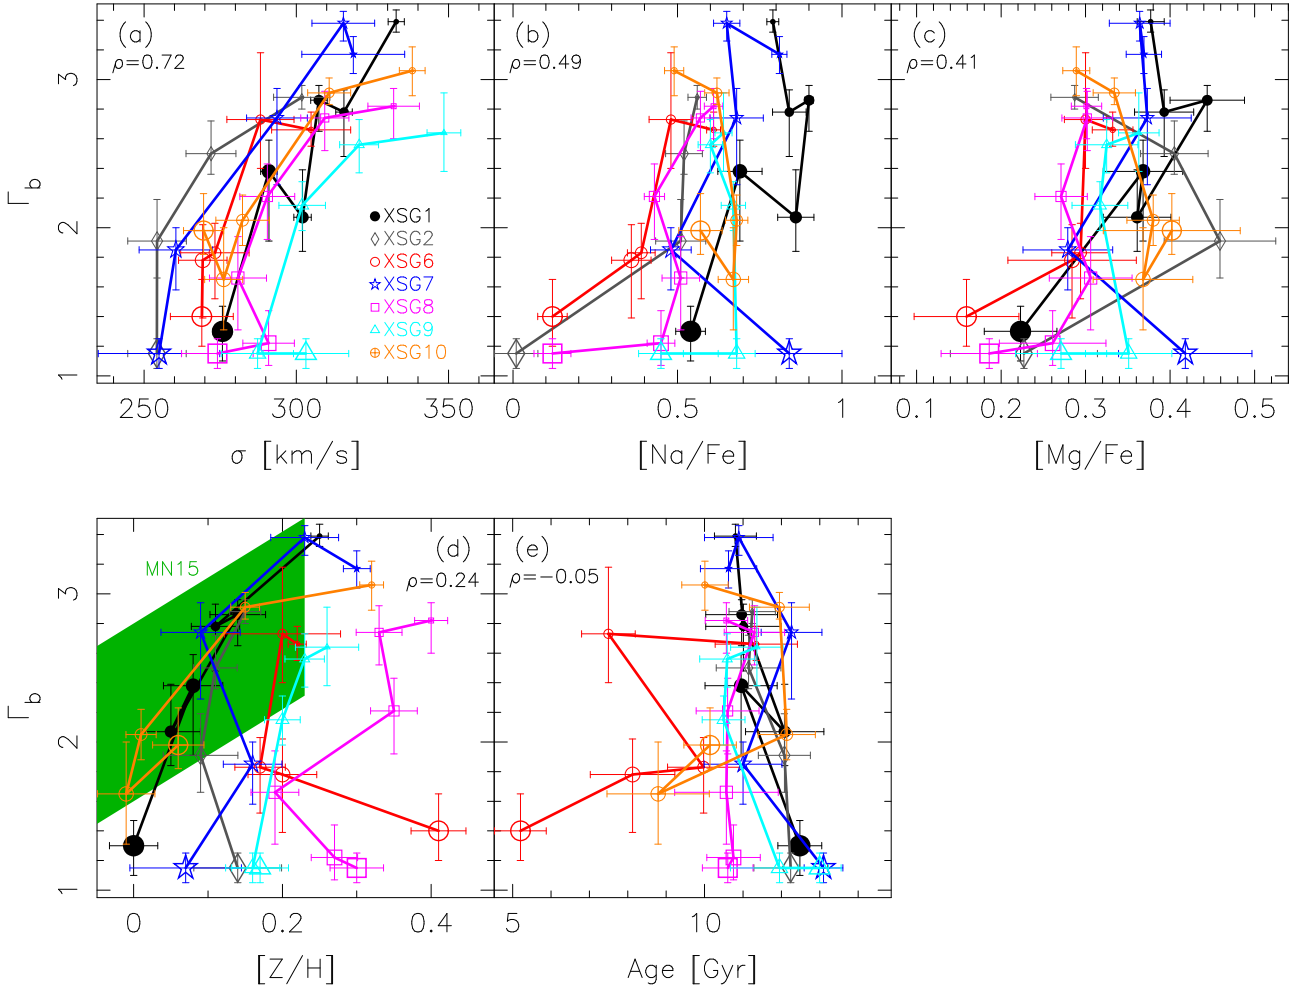 (a)
ρ=0.72
(b)
ρ=0.49
(c)
ρ=0.41
3
2
1
Γb
XSG1
XSG2
XSG6
XSG7
XSG8
XSG9
XSG10
250
300
350
0
0.5
1
0.1
0.2
0.3
0.4
0.5
σ [km/s]
[Na/Fe]
[Mg/Fe]
MN15
(d)
ρ=0.24
(e)
ρ=−0.05
3
2
1
Γb
0
0.2
0.4
5
10
[Z/H]
Age [Gyr]